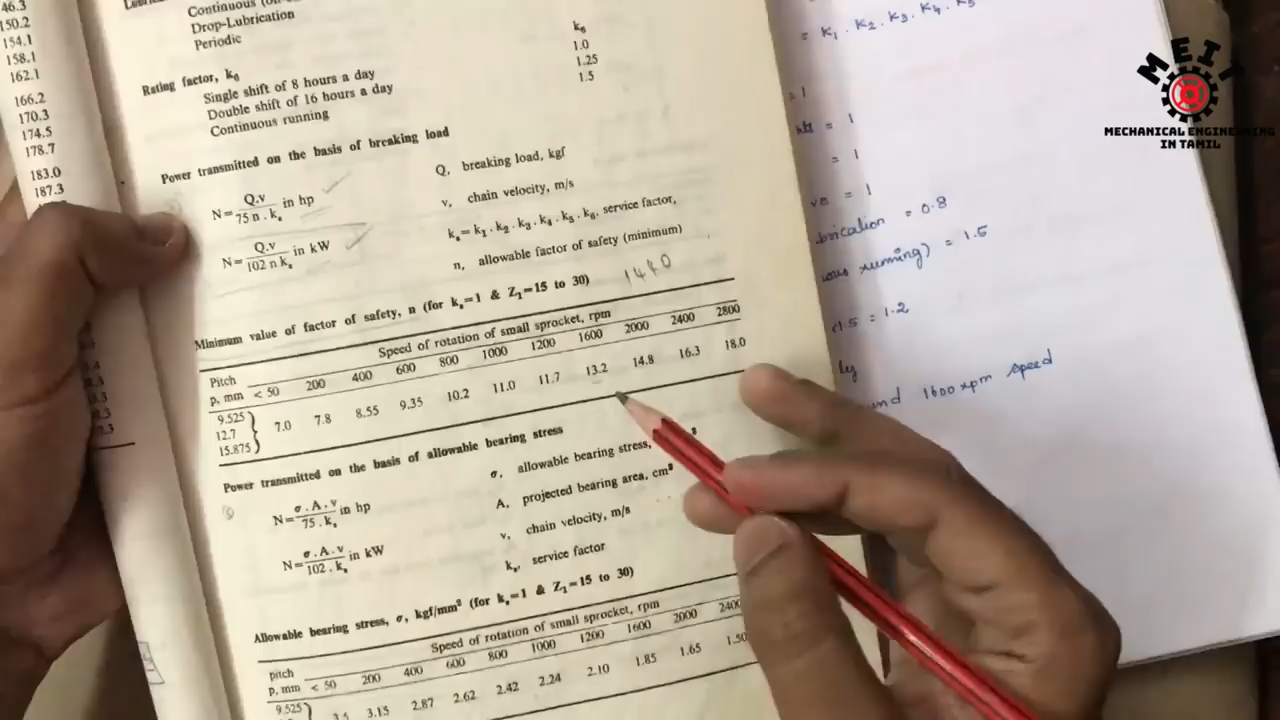 46.3
150.2
154.1
158.1
162.1
166.2
170.3
174.5
178.7
183.0
187.3
Continuous
Drop-Lubrication
Periodic
Rating factor, k₆
k₆
Single shift of 8 hours a day 1.0
Double shift of 16 hours a day 1.25
Continuous running 1.5
Power transmitted on the basis of breaking load
N = Q.v / 75 n . kₛ in hp
N = Q.v / 102 n kₛ in kW
Q, breaking load, kgf
v, chain velocity, m/s
kₛ = k₁ . k₂ . k₃ . k₄ . k₅ . k₆, service factor,
n, allowable factor of safety (minimum)
Minimum value of factor of safety, n (for kₛ=1 & Z₁=15 to 30)
Pitch p, mm
Speed of rotation of small sprocket, rpm
< 50 200 400 600 800 1000 1200 1600 2000 2400 2800
9.525
12.7
15.875
7.0 7.8 8.55 9.35 10.2 11.0 11.7 13.2 14.8 16.3 18.0
Power transmitted on the basis of allowable bearing stress
N = σ . A . v / 75 . kₛ in hp
N = σ . A . v / 102 . kₛ in kW
σ, allowable bearing stress,
A, projected bearing area, cm²
v, chain velocity, m/s
kₛ, service factor
Allowable bearing stress, σ, kgf/mm² (for kₛ=1 & Z₁=15 to 30)
pitch p, mm
Speed of rotation of small sprocket, rpm
< 50 200 400 600 800 1000 1200 1600 2000 2400
9.525
3.5 3.15 2.87 2.62 2.42 2.24 2.10 1.85 1.65 1.50
= K₁ . K₂ . K₃ . K₄ . K₅
= 1
= 1
= 1
= 1
= 0.8
running) = 1.5
1.5 = 1.2
ly
1600 rpm speed
MEIT
MECHANICAL ENGINEERING
IN TAMIL